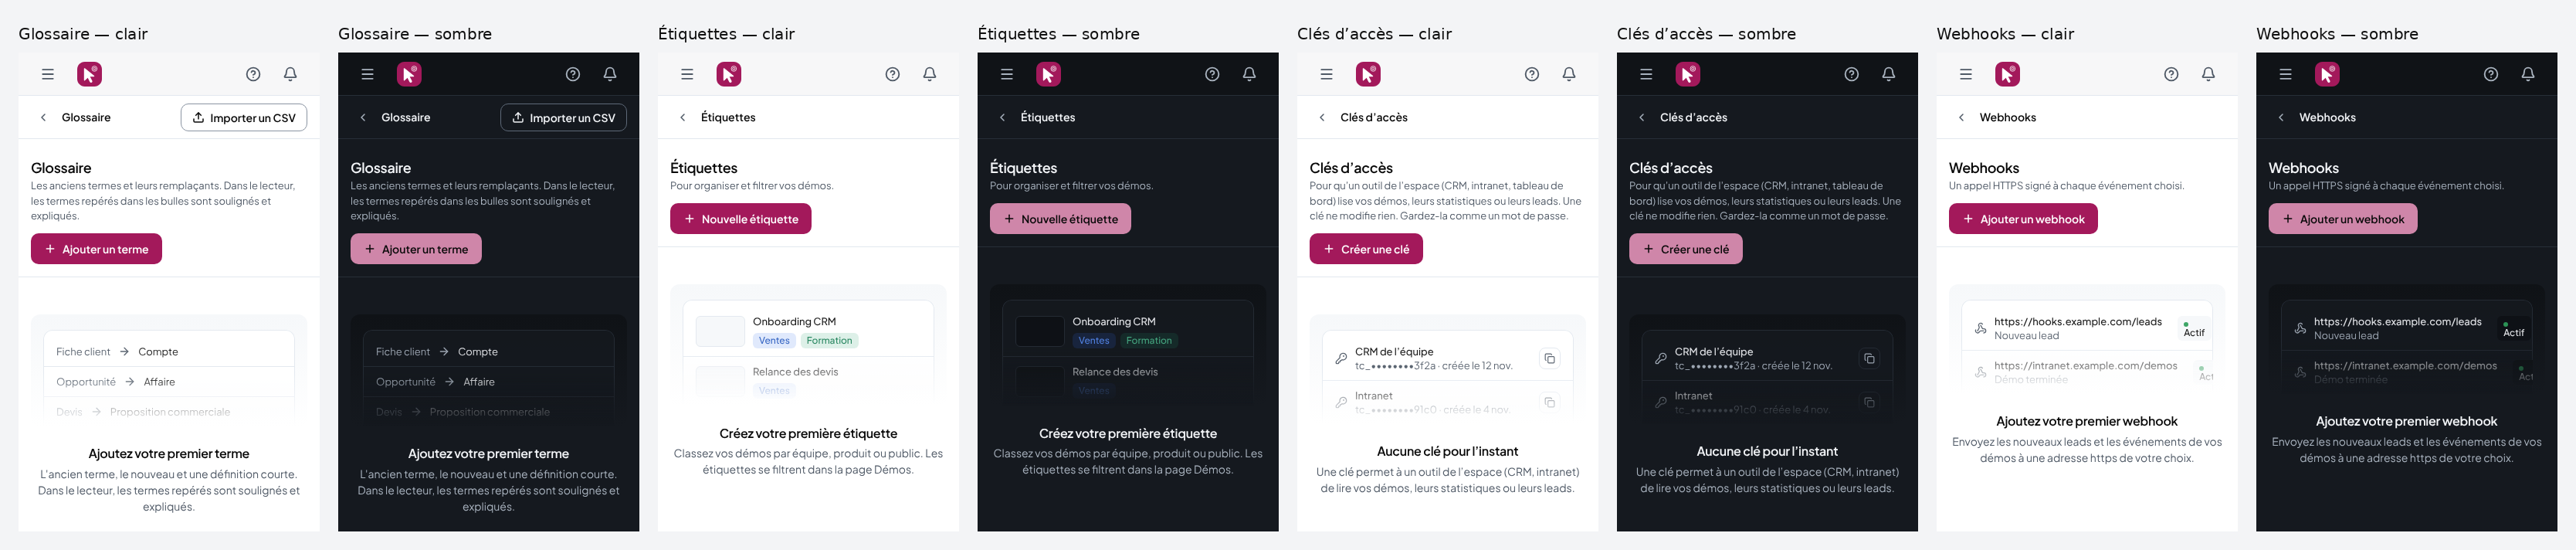 Glossaire — clair
Glossaire
Importer un CSV
Glossaire
Les anciens termes et leurs remplaçants. Dans le lecteur,
les termes repérés dans les bulles sont soulignés et
expliqués.
+ Ajouter un terme
Fiche client → Compte
Opportunité → Affaire
Devis → Proposition commerciale
Ajoutez votre premier terme
L'ancien terme, le nouveau et une définition courte.
Dans le lecteur, les termes repérés sont soulignés et
expliqués.
Glossaire — sombre
Glossaire
Importer un CSV
Glossaire
Les anciens termes et leurs remplaçants. Dans le lecteur,
les termes repérés dans les bulles sont soulignés et
expliqués.
+ Ajouter un terme
Fiche client → Compte
Opportunité → Affaire
Devis → Proposition commerciale
Ajoutez votre premier terme
L'ancien terme, le nouveau et une définition courte.
Dans le lecteur, les termes repérés sont soulignés et
expliqués.
Étiquettes — clair
Étiquettes
Étiquettes
Pour organiser et filtrer vos démos.
+ Nouvelle étiquette
Onboarding CRM
Ventes Formation
Relance des devis
Ventes
Créez votre première étiquette
Classez vos démos par équipe, produit ou public. Les
étiquettes se filtrent dans la page Démos.
Étiquettes — sombre
Étiquettes
Étiquettes
Pour organiser et filtrer vos démos.
+ Nouvelle étiquette
Onboarding CRM
Ventes Formation
Relance des devis
Ventes
Créez votre première étiquette
Classez vos démos par équipe, produit ou public. Les
étiquettes se filtrent dans la page Démos.
Clés d’accès — clair
Clés d’accès
Clés d’accès
Pour qu’un outil de l’espace (CRM, intranet, tableau de
bord) lise vos démos, leurs statistiques ou leurs leads. Une
clé ne modifie rien. Gardez-la comme un mot de passe.
+ Créer une clé
CRM de l’équipe
tc_••••••••3f2a · créée le 12 nov.
Intranet
tc_••••••••91c0 · créée le 4 nov.
Aucune clé pour l’instant
Une clé permet à un outil de l’espace (CRM, intranet)
de lire vos démos, leurs statistiques ou leurs leads.
Clés d’accès — sombre
Clés d’accès
Clés d’accès
Pour qu’un outil de l’espace (CRM, intranet, tableau de
bord) lise vos démos, leurs statistiques ou leurs leads. Une
clé ne modifie rien. Gardez-la comme un mot de passe.
+ Créer une clé
CRM de l’équipe
tc_••••••••3f2a · créée le 12 nov.
Intranet
tc_••••••••91c0 · créée le 4 nov.
Aucune clé pour l’instant
Une clé permet à un outil de l’espace (CRM, intranet)
de lire vos démos, leurs statistiques ou leurs leads.
Webhooks — clair
Webhooks
Webhooks
Un appel HTTPS signé à chaque événement choisi.
+ Ajouter un webhook
https://hooks.example.com/leads
Nouveau lead
Actif
https://intranet.example.com/demos
Démo terminée
Act
Ajoutez votre premier webhook
Envoyez les nouveaux leads et les événements de vos
démos à une adresse https de votre choix.
Webhooks — sombre
Webhooks
Webhooks
Un appel HTTPS signé à chaque événement choisi.
+ Ajouter un webhook
https://hooks.example.com/leads
Nouveau lead
Actif
https://intranet.example.com/demos
Démo terminée
Act
Ajoutez votre premier webhook
Envoyez les nouveaux leads et les événements de vos
démos à une adresse https de votre choix.